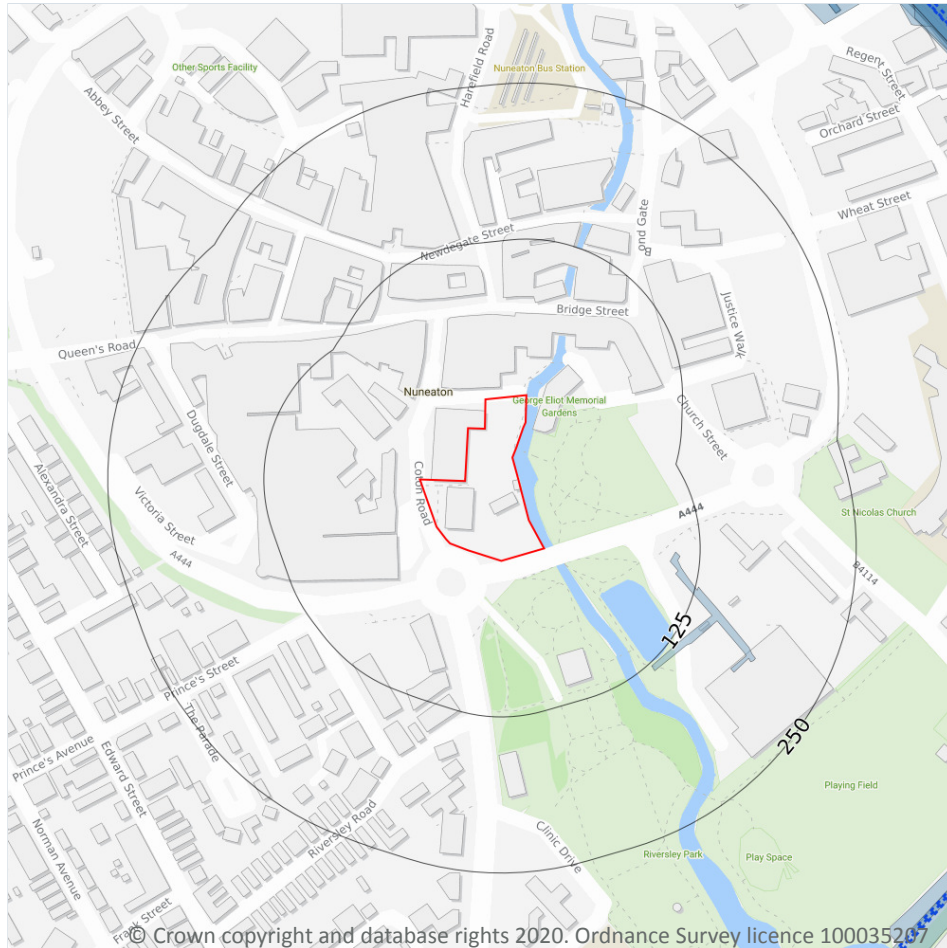 Harefield Road
Nuneaton Bus Station
Other Sports Facility
Regent Street
Abbey Street
Orchard Street
Wheat Street
Newdegate Street
Bond Gate
Bridge Street
Justice Walk
Queen's Road
Nuneaton
George Eliot Memorial
Gardens
Church Street
Dugdale Street
Alexandra Street
Coton Road
Victoria Street
A444
A444
St Nicolas Church
B4114
125
Prince's Street
The Parade
250
Prince's Avenue
Edward Street
Playing Field
Riversley Road
Norman Avenue
Clinic Drive
Riversley Park
Play Space
Frank Street
© Crown copyright and database rights 2020. Ordnance Survey licence 100035207